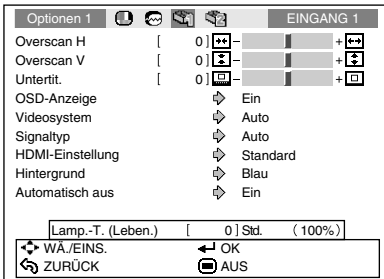 Optionen 1 EINGANG 1
Overscan H [ 0 ] – +
Overscan V [ 0 ] – +
Untertit. [ 0 ] – +
OSD-Anzeige Ein
Videosystem Auto
Signaltyp Auto
HDMI-Einstellung Standard
Hintergrund Blau
Automatisch aus Ein
Lamp.-T. (Leben.) [ 0 ] Std. (100%)
WÄ./EINS. OK
ZURÜCK AUS